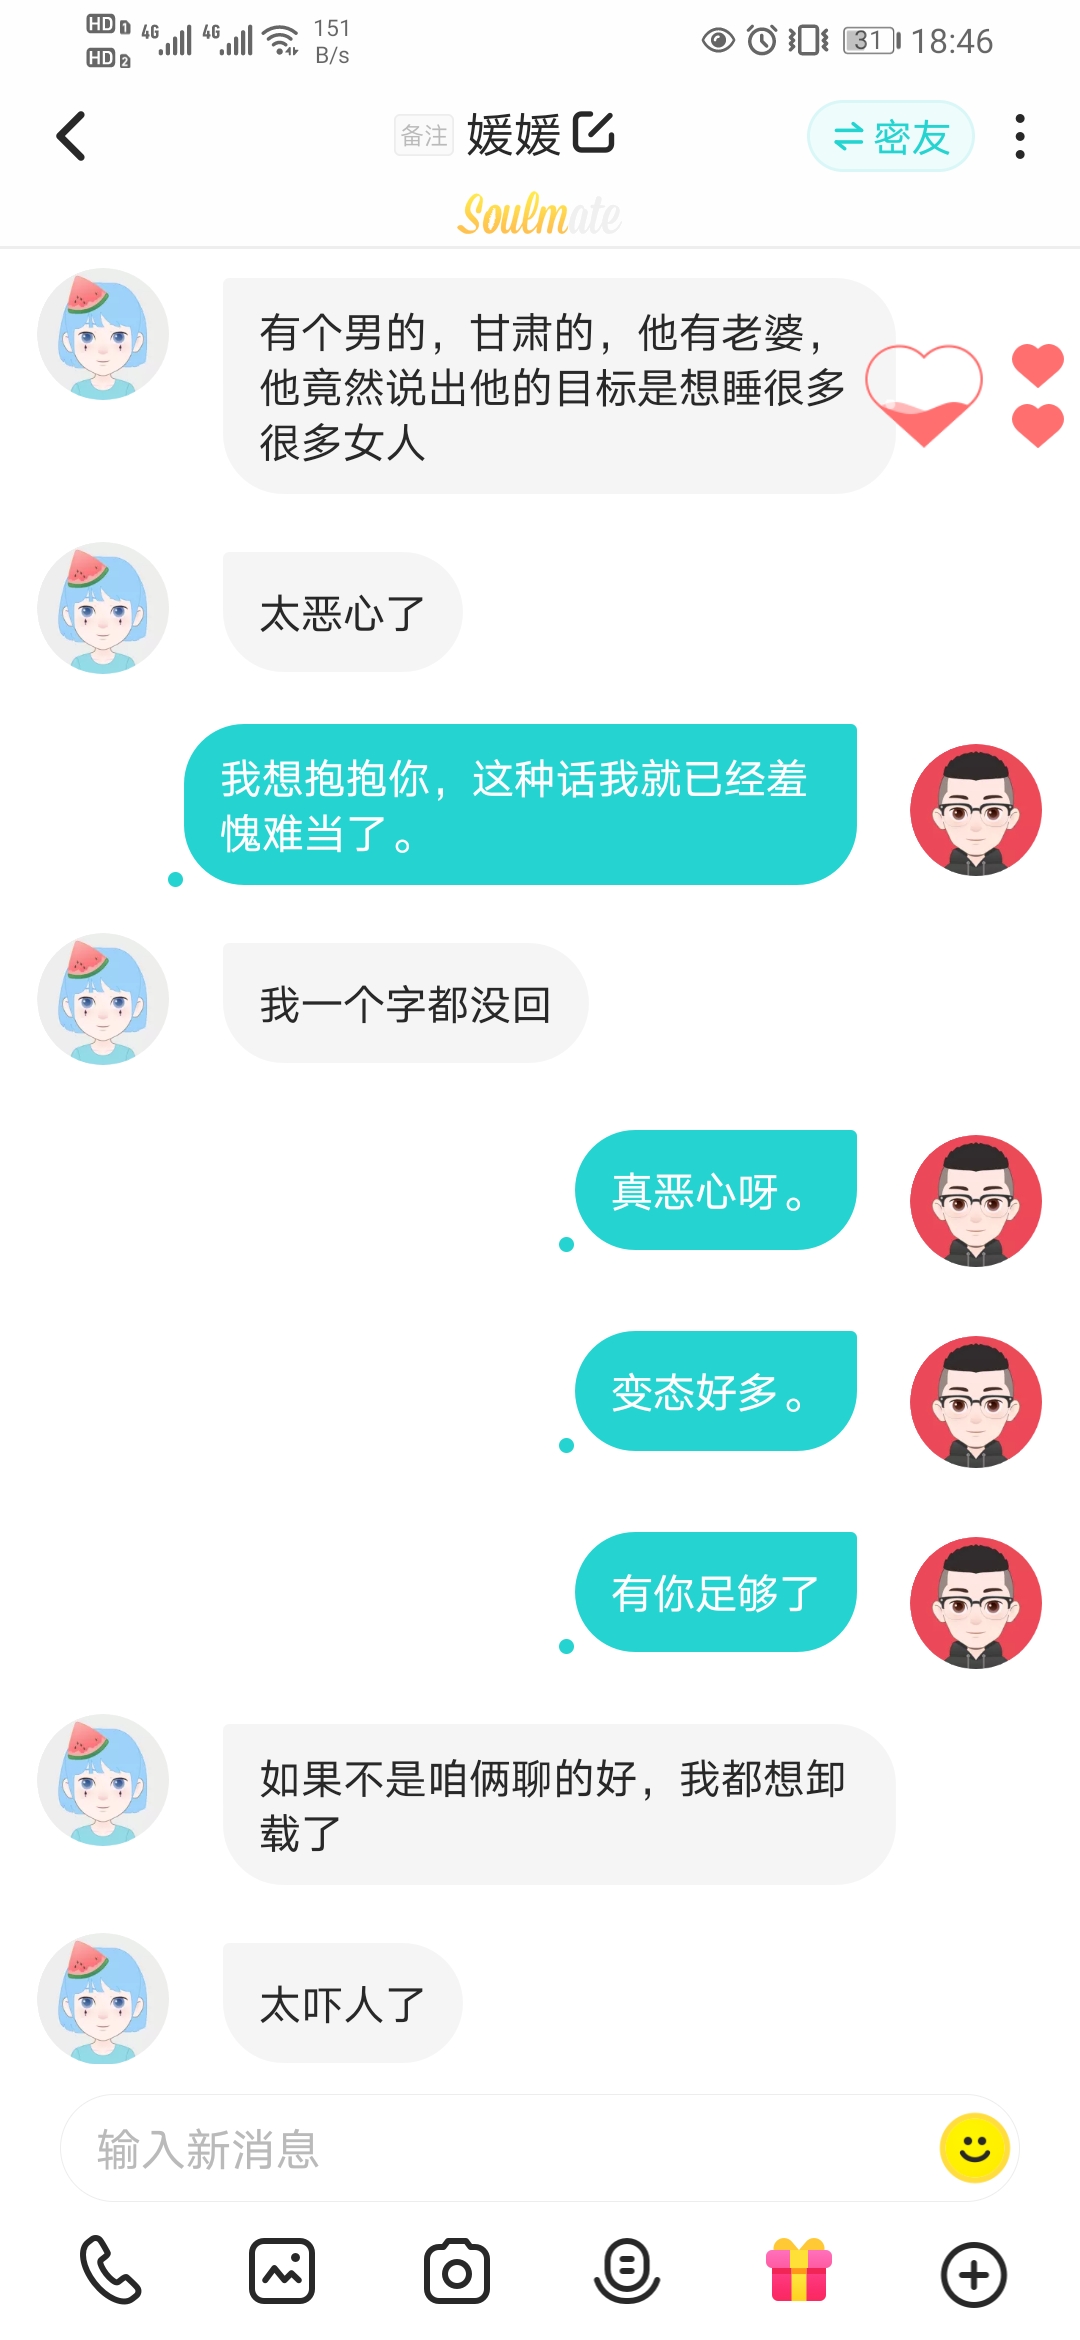 HD 1 4G 4G 151
HD 2 B/s
31 18:46
备注 媛媛
密友
Soulmate
有个男的，甘肃的，他有老婆，
他竟然说出他的目标是想睡很多
很多女人
太恶心了
我想抱抱你，这种话我就已经羞
愧难当了。
我一个字都没回
真恶心呀。
变态好多。
有你足够了
如果不是咱俩聊的好，我都想卸
载了
太吓人了
输入新消息